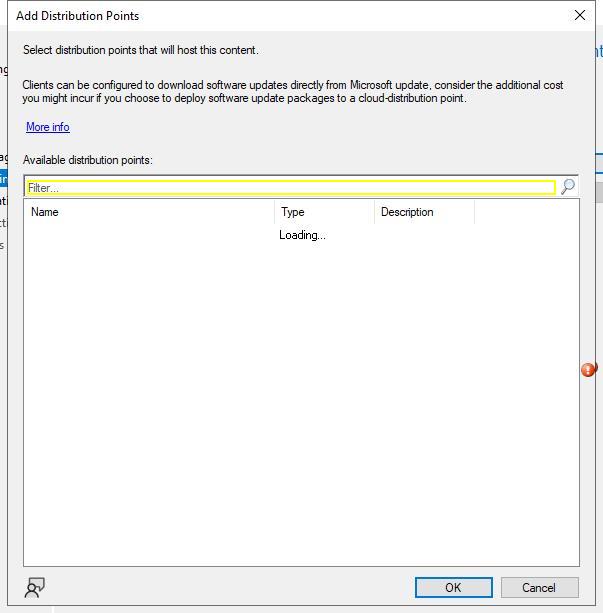 Add Distribution Points
Select distribution points that will host this content.
Clients can be configured to download software updates directly from Microsoft update, consider the additional cost
you might incur if you choose to deploy software update packages to a cloud-distribution point.
More info
Available distribution points:
Filter...
Name Type Description
Loading...
OK Cancel